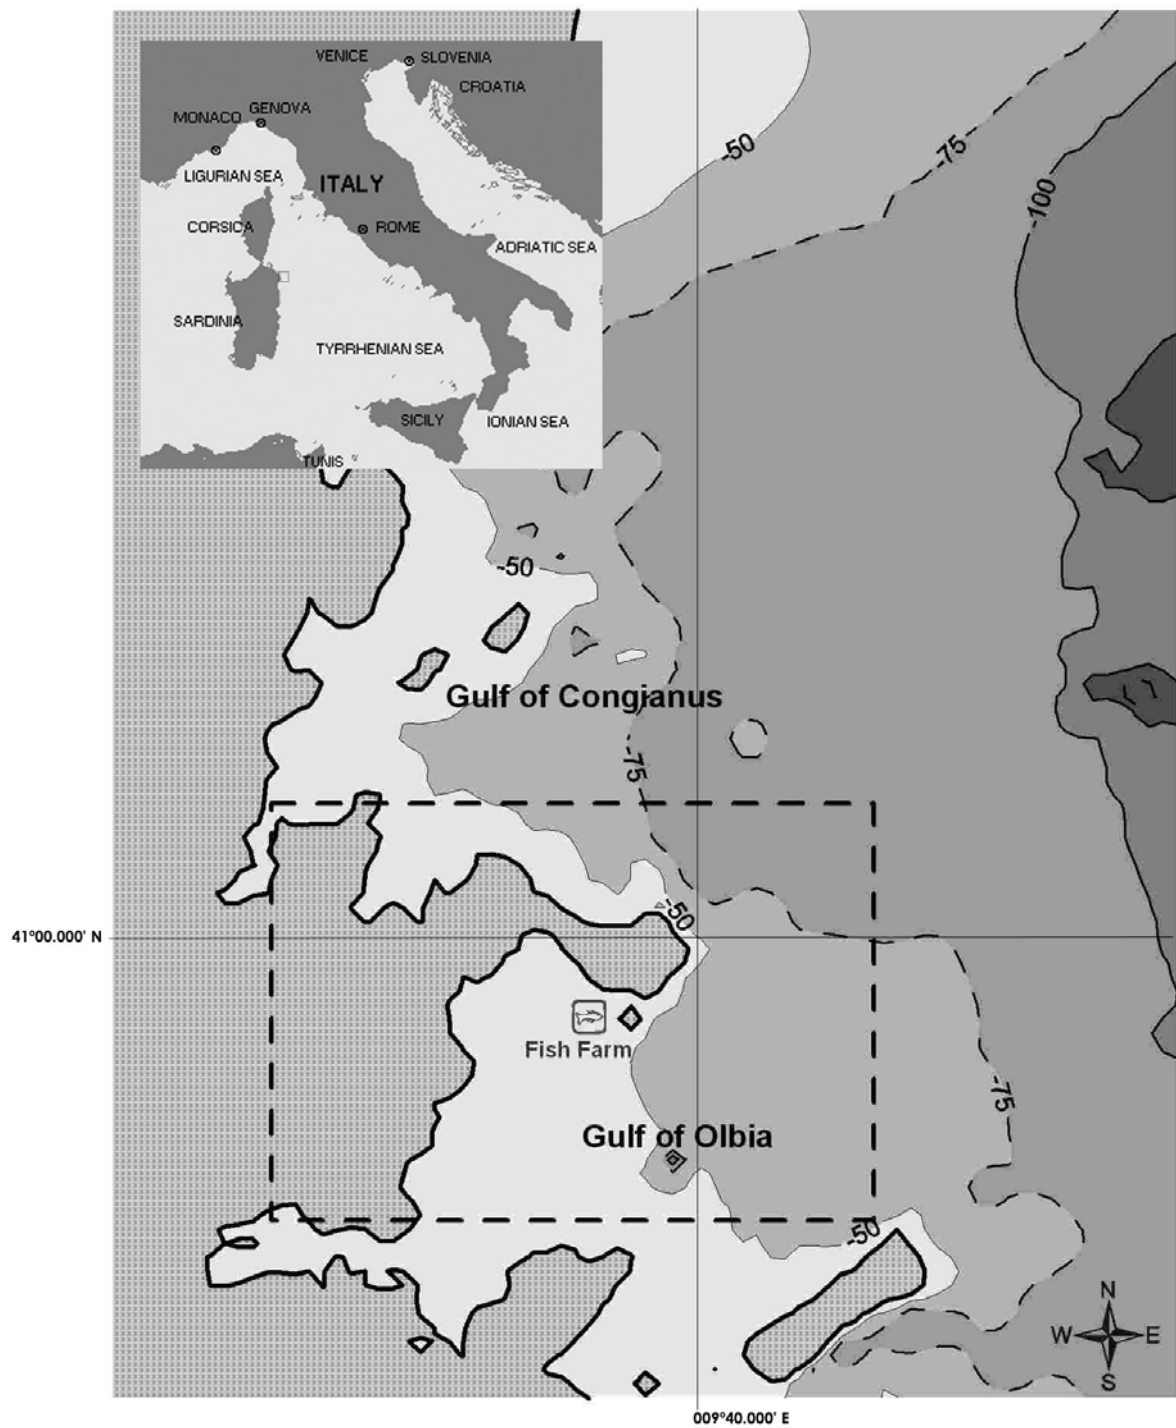 VENICE
SLOVENIA
CROATIA
MONACO
GENOVA
LIGURIAN SEA
ITALY
CORSICA
ROME
ADRIATIC SEA
SARDINIA
TYRRHENIAN SEA
SICILY
IONIAN SEA
TUNIS
-50
-75
-100
-50
Gulf of Congianus
-75
-50
41°00.000' N
Fish Farm
-75
Gulf of Olbia
-50
N
W
E
S
009°40.000' E